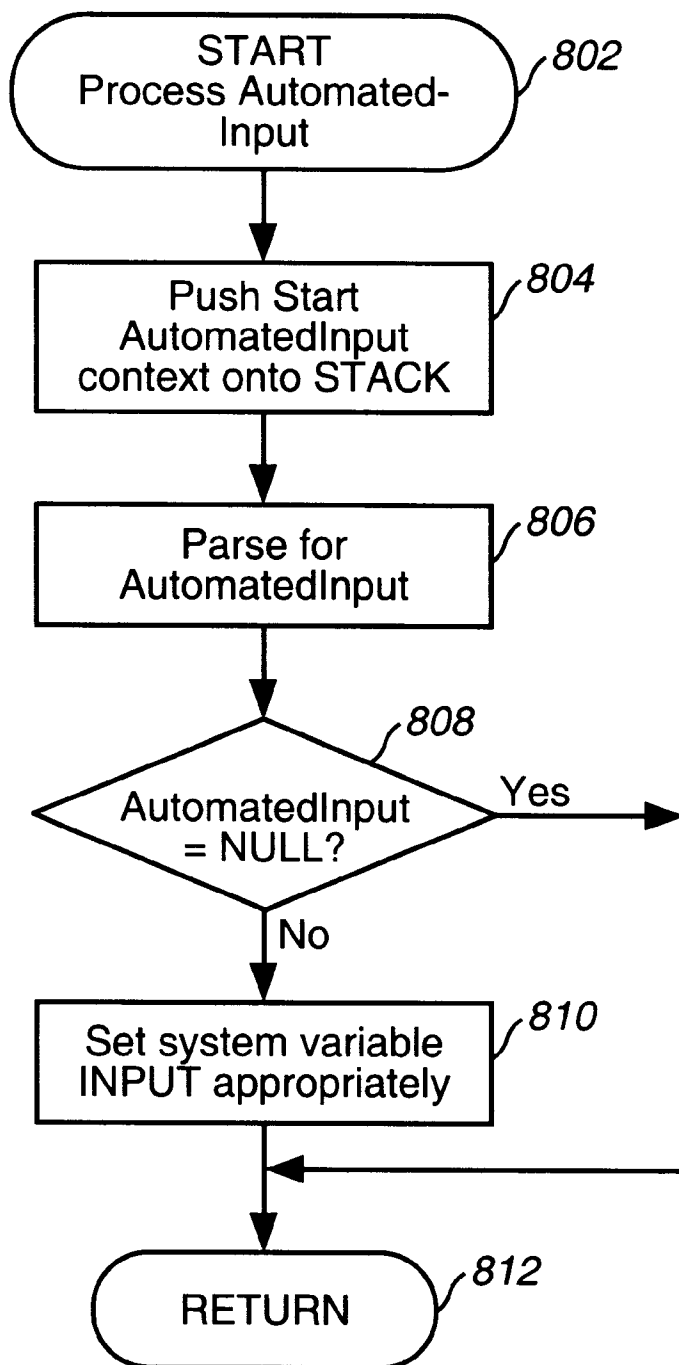 START
Process Automated-
Input
802
Push Start
AutomatedInput
context onto STACK
804
Parse for
AutomatedInput
806
808
AutomatedInput
= NULL?
Yes
No
Set system variable
INPUT appropriately
810
RETURN
812